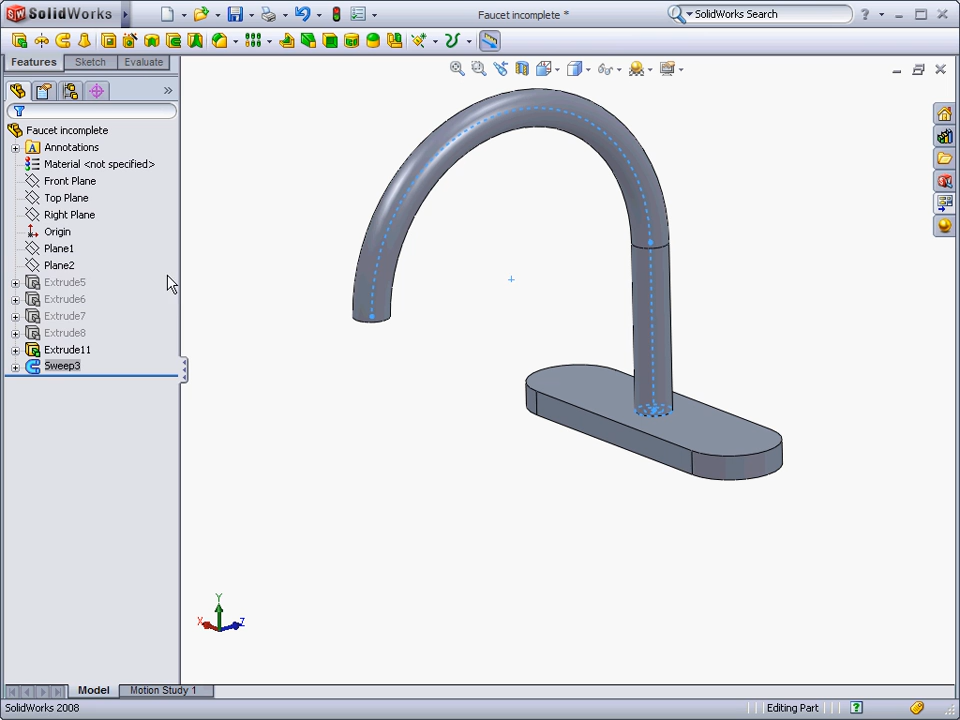 SolidWorks
Faucet incomplete *
SolidWorks Search
Features
Sketch
Evaluate
Faucet incomplete
Annotations
Material <not specified>
Front Plane
Top Plane
Right Plane
Origin
Plane1
Plane2
Extrude5
Extrude6
Extrude7
Extrude8
Extrude11
Sweep3
Y
X
Z
Model
Motion Study 1
SolidWorks 2008
Editing Part